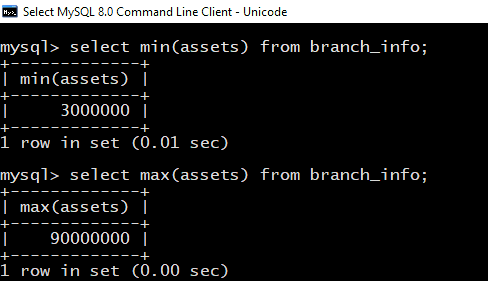 Select MySQL 8.0 Command Line Client - Unicode
mysql> select min(assets) from branch_info;
+-------------+
| min(assets) |
+-------------+
|     3000000 |
+-------------+
1 row in set (0.01 sec)
mysql> select max(assets) from branch_info;
+-------------+
| max(assets) |
+-------------+
|    90000000 |
+-------------+
1 row in set (0.00 sec)